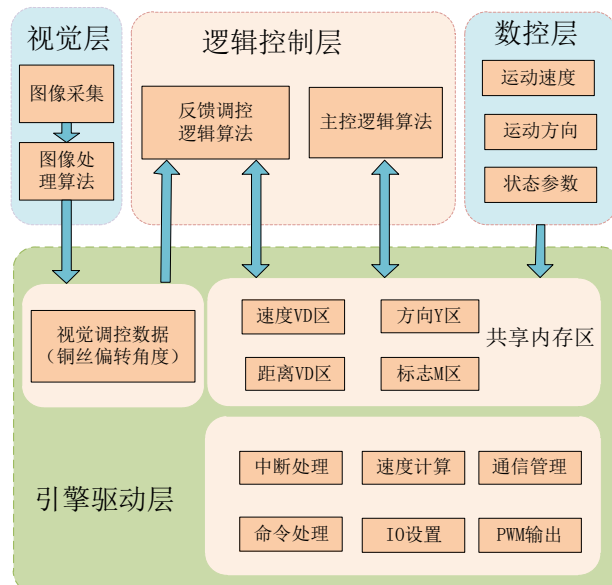 视觉层
图像采集
图像处
理算法
逻辑控制层
反馈调控
逻辑算法
主控逻辑算法
数控层
运动速度
运动方向
状态参数
视觉调控数据
（铜丝偏转角度）
速度VD区
方向Y区
共享内存区
距离VD区
标志M区
引擎驱动层
中断处理
速度计算
通信管理
命令处理
IO设置
PWM输出